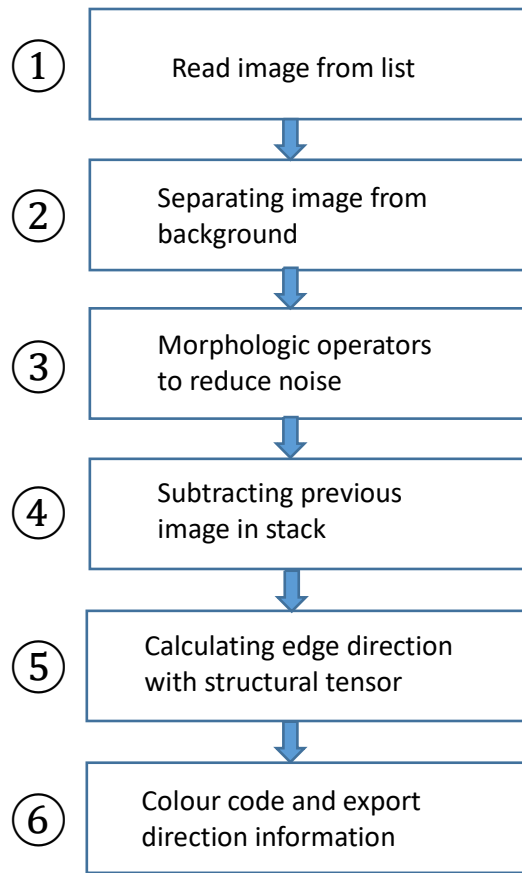 ① Read image from list
② Separating image from
background
③ Morphologic operators
to reduce noise
④ Subtracting previous
image in stack
⑤ Calculating edge direction
with structural tensor
⑥ Colour code and export
direction information